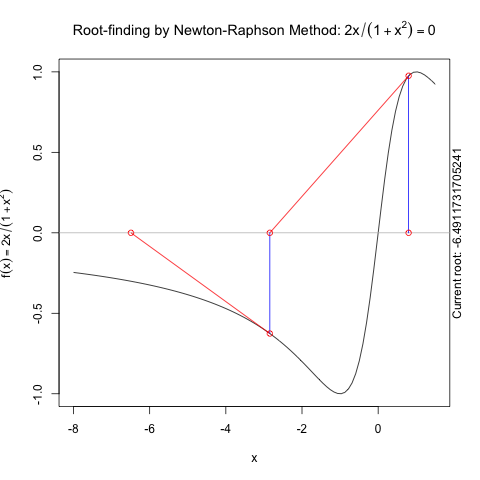 Root-finding by Newton-Raphson Method: 2x/(1 + x²) = 0
f(x) = 2x/(1 + x²)
1.0
0.5
0.0
-0.5
-1.0
Current root: -6.4911731705241
-8 -6 -4 -2 0
x